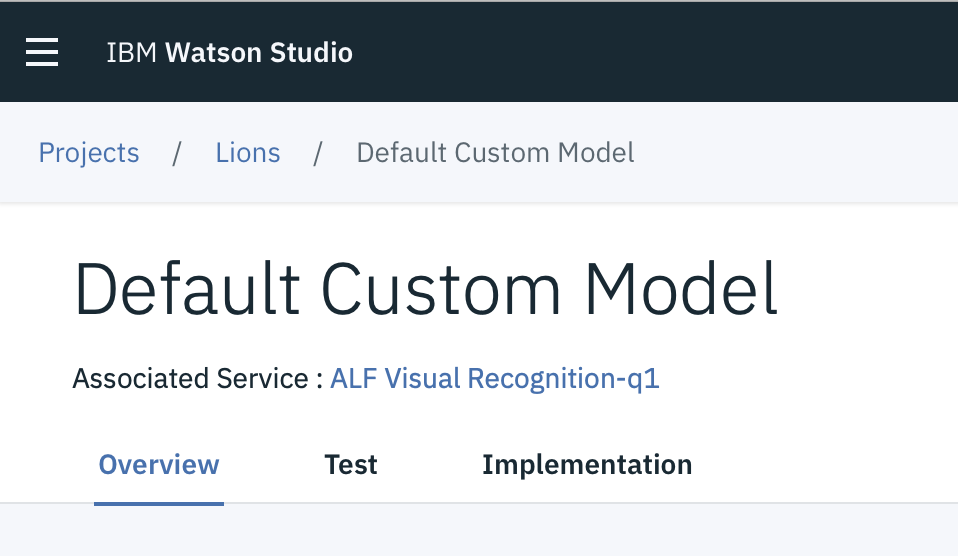 IBM Watson Studio
Projects / Lions / Default Custom Model
Default Custom Model
Associated Service : ALF Visual Recognition-q1
Overview Test Implementation